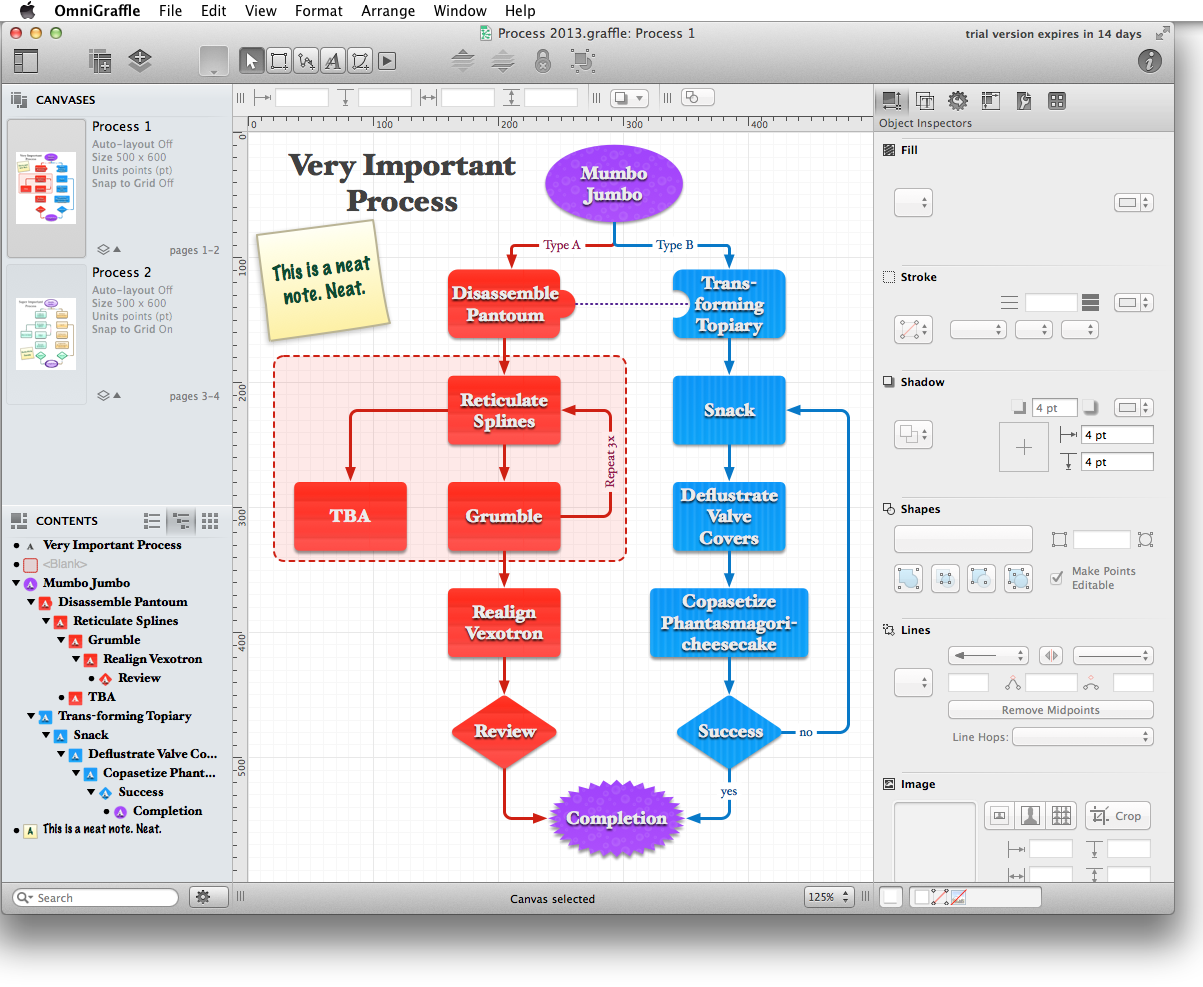 OmniGraffle File Edit View Format Arrange Window Help
Process 2013.graffle: Process 1
trial version expires in 14 days
CANVASES
Process 1
Auto-layout Off
Size 500 x 600
Units points (pt)
Snap to Grid Off
pages 1-2
Process 2
Auto-layout Off
Size 500 x 600
Units points (pt)
Snap to Grid On
pages 3-4
CONTENTS
Very Important Process
<Blank>
Mumbo Jumbo
Disassemble Pantoum
Reticulate Splines
Grumble
Realign Vexotron
Review
TBA
Trans-forming Topiary
Snack
Deflustrate Valve Co...
Copasetize Phant...
Success
Completion
This is a neat note. Neat.
Search
0 100 200 300 400
0
100
200
300
400
500
Very Important
Process
This is a neat
note. Neat.
Mumbo
Jumbo
Type A
Type B
Disassemble
Pantoum
Trans-
forming
Topiary
Reticulate
Splines
Snack
Repeat 3x
TBA
Grumble
Deflustrate
Valve
Covers
Realign
Vexotron
Copasetize
Phantasmagori-
cheesecake
Review
Success
no
yes
Completion
Canvas selected
125%
Object Inspectors
Fill
Stroke
Shadow
4 pt
4 pt
4 pt
Shapes
Make Points
Editable
Lines
Remove Midpoints
Line Hops:
Image
Crop